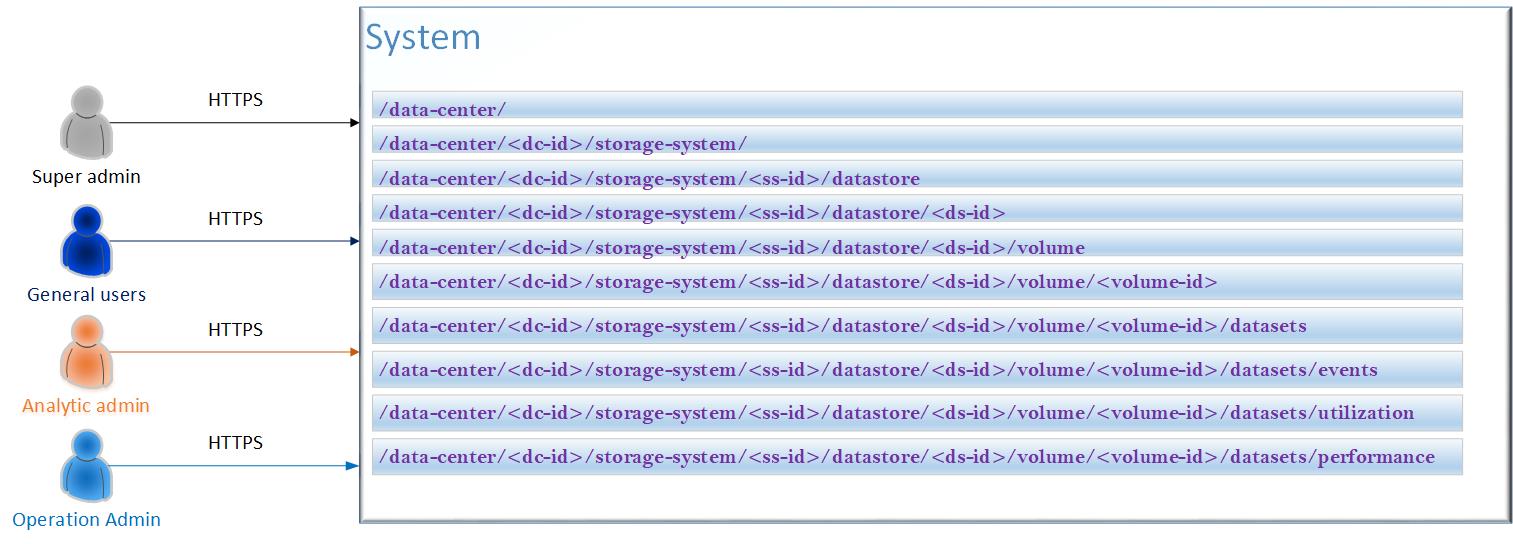 System
HTTPS
Super admin
HTTPS
General users
HTTPS
Analytic admin
HTTPS
Operation Admin
/data-center/
/data-center/<dc-id>/storage-system/
/data-center/<dc-id>/storage-system/<ss-id>/datastore
/data-center/<dc-id>/storage-system/<ss-id>/datastore/<ds-id>
/data-center/<dc-id>/storage-system/<ss-id>/datastore/<ds-id>/volume
/data-center/<dc-id>/storage-system/<ss-id>/datastore/<ds-id>/volume/<volume-id>
/data-center/<dc-id>/storage-system/<ss-id>/datastore/<ds-id>/volume/<volume-id>/datasets
/data-center/<dc-id>/storage-system/<ss-id>/datastore/<ds-id>/volume/<volume-id>/datasets/events
/data-center/<dc-id>/storage-system/<ss-id>/datastore/<ds-id>/volume/<volume-id>/datasets/utilization
/data-center/<dc-id>/storage-system/<ss-id>/datastore/<ds-id>/volume/<volume-id>/datasets/performance